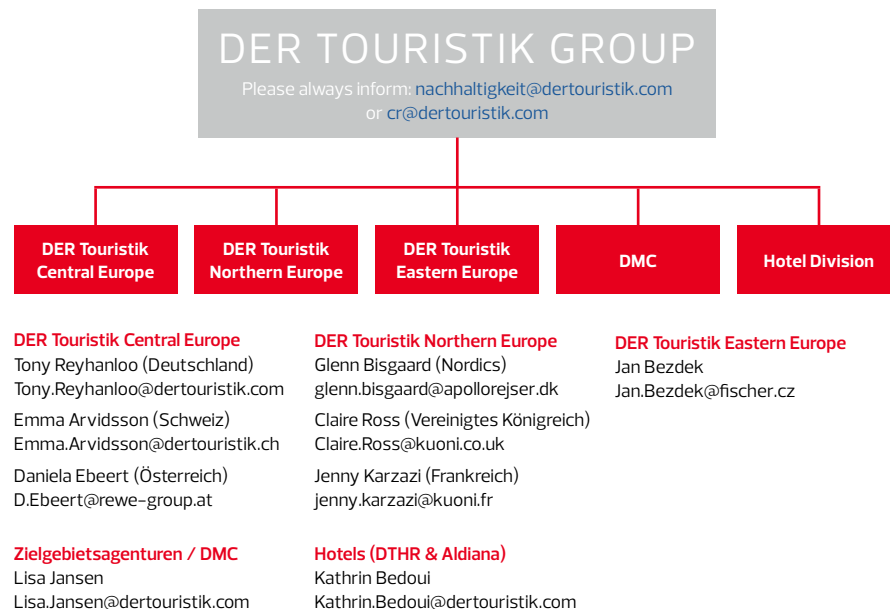 DER TOURISTIK GROUP
Please always inform: nachhaltigkeit@dertouristik.com
or cr@dertouristik.com
DER Touristik
Central Europe
DER Touristik
Northern Europe
DER Touristik
Eastern Europe
DMC
Hotel Division
DER Touristik Central Europe
Tony Reyhanloo (Deutschland)
Tony.Reyhanloo@dertouristik.com
Emma Arvidsson (Schweiz)
Emma.Arvidsson@dertouristik.ch
Daniela Ebeert (Österreich)
D.Ebeert@rewe-group.at
DER Touristik Northern Europe
Glenn Bisgaard (Nordics)
glenn.bisgaard@apollorejser.dk
Claire Ross (Vereinigtes Königreich)
Claire.Ross@kuoni.co.uk
Jenny Karzazi (Frankreich)
jenny.karzazi@kuoni.fr
DER Touristik Eastern Europe
Jan Bezdek
Jan.Bezdek@fischer.cz
Zielgebietsagenturen / DMC
Lisa Jansen
Lisa.Jansen@dertouristik.com
Hotels (DTHR & Aldiana)
Kathrin Bedoui
Kathrin.Bedoui@dertouristik.com